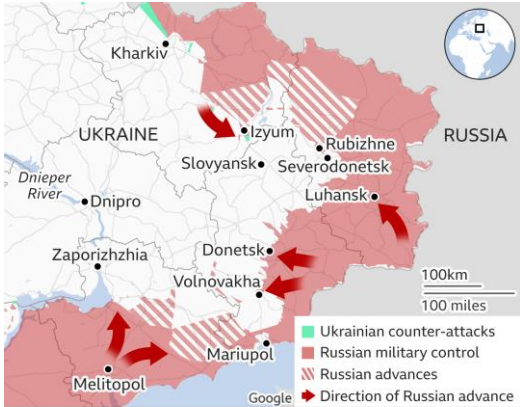 Kharkiv
UKRAINE
Izyum
RUSSIA
Rubizhne
Slovyansk
Severodonetsk
Dnieper
River
Dnipro
Luhansk
Donetsk
Zaporizhzhia
Volnovakha
100km
100 miles
Mariupol
Melitopol
Google
Ukrainian counter-attacks
Russian military control
Russian advances
Direction of Russian advance